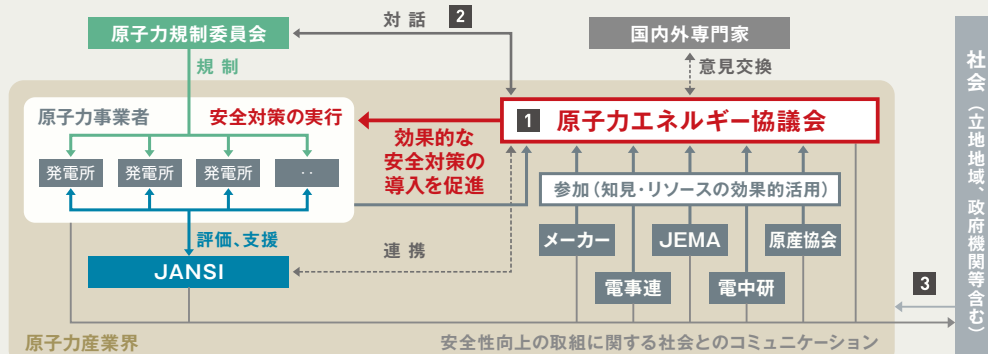 対話 2
原子力規制委員会
国内外専門家
規制
意見交換
原子力事業者
安全対策の実行
1 原子力エネルギー協議会
効果的な
安全対策の
導入を促進
発電所
発電所
発電所
‥
参加(知見・リソースの効果的活用)
メーカー
JEMA
原産協会
電事連
電中研
評価、支援
連携
JANSI
3
社会(立地地域、政府機関等含む)
原子力産業界
安全性向上の取組に関する社会とのコミュニケーション